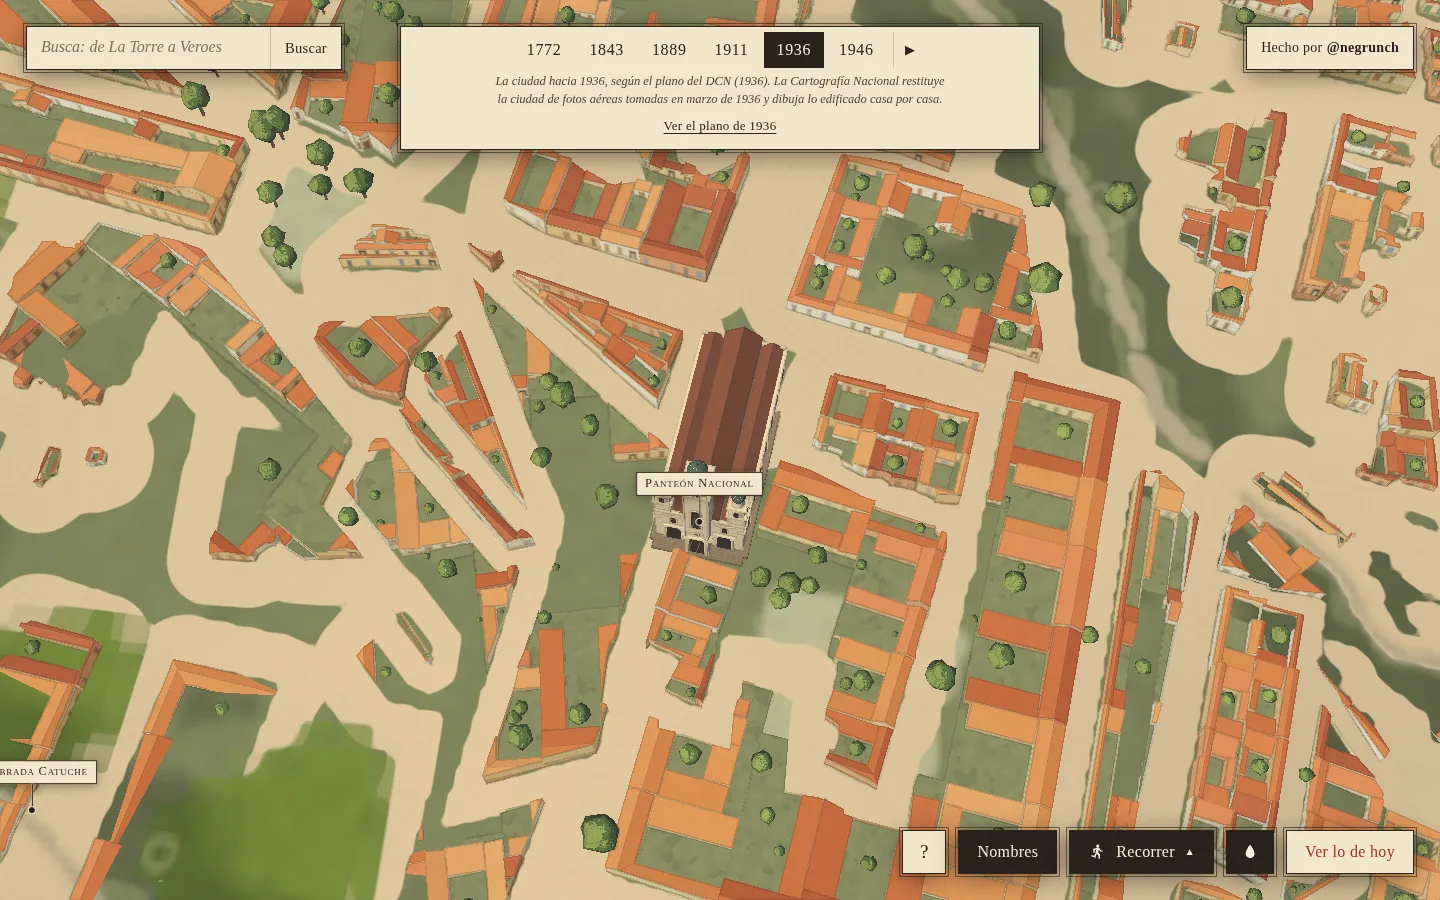 Busca: de La Torre a Veroes
Buscar
1772 1843 1889 1911 1936 1946 ▶
La ciudad hacia 1936, según el plano del DCN (1936). La Cartografía Nacional restituye
la ciudad de fotos aéreas tomadas en marzo de 1936 y dibuja lo edificado casa por casa.
Ver el plano de 1936
Hecho por @negrunch
Panteón Nacional
brada Catuche
?
Nombres
Recorrer ▲
Ver lo de hoy